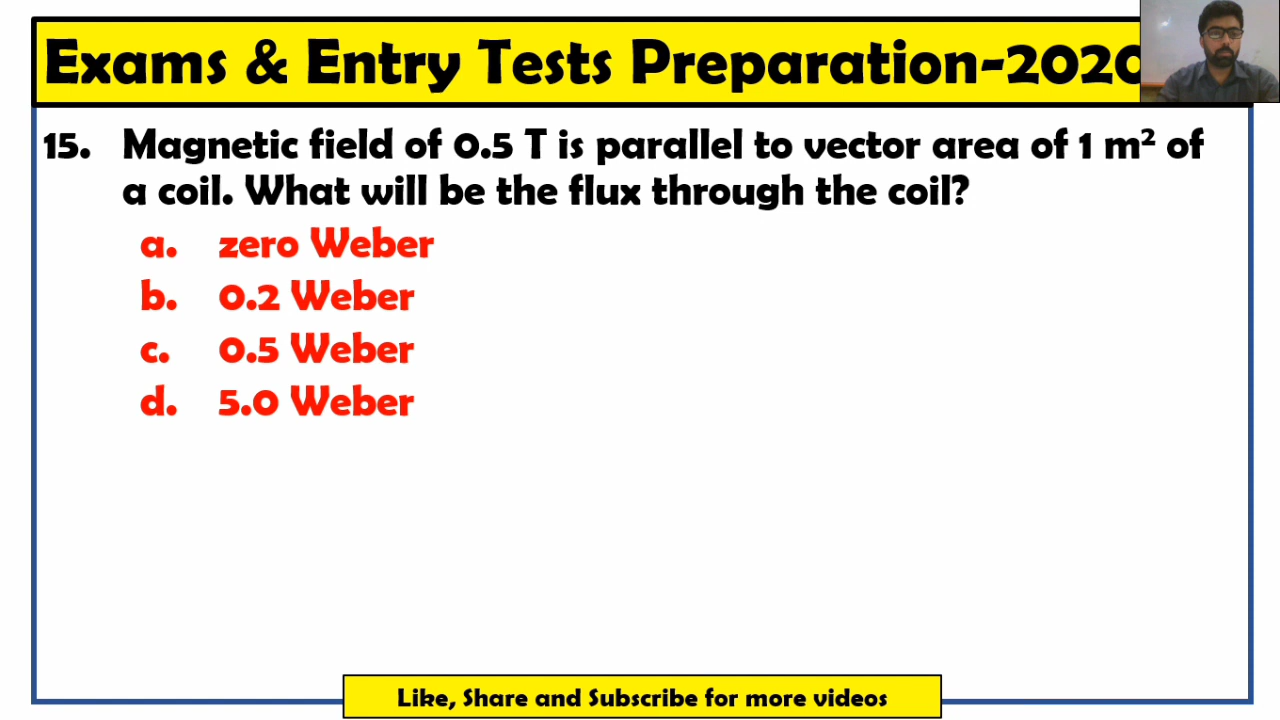 Exams & Entry Tests Preparation-2020
15. Magnetic field of 0.5 T is parallel to vector area of 1 m² of
a coil. What will be the flux through the coil?
a. zero Weber
b. 0.2 Weber
c. 0.5 Weber
d. 5.0 Weber
Like, Share and Subscribe for more videos